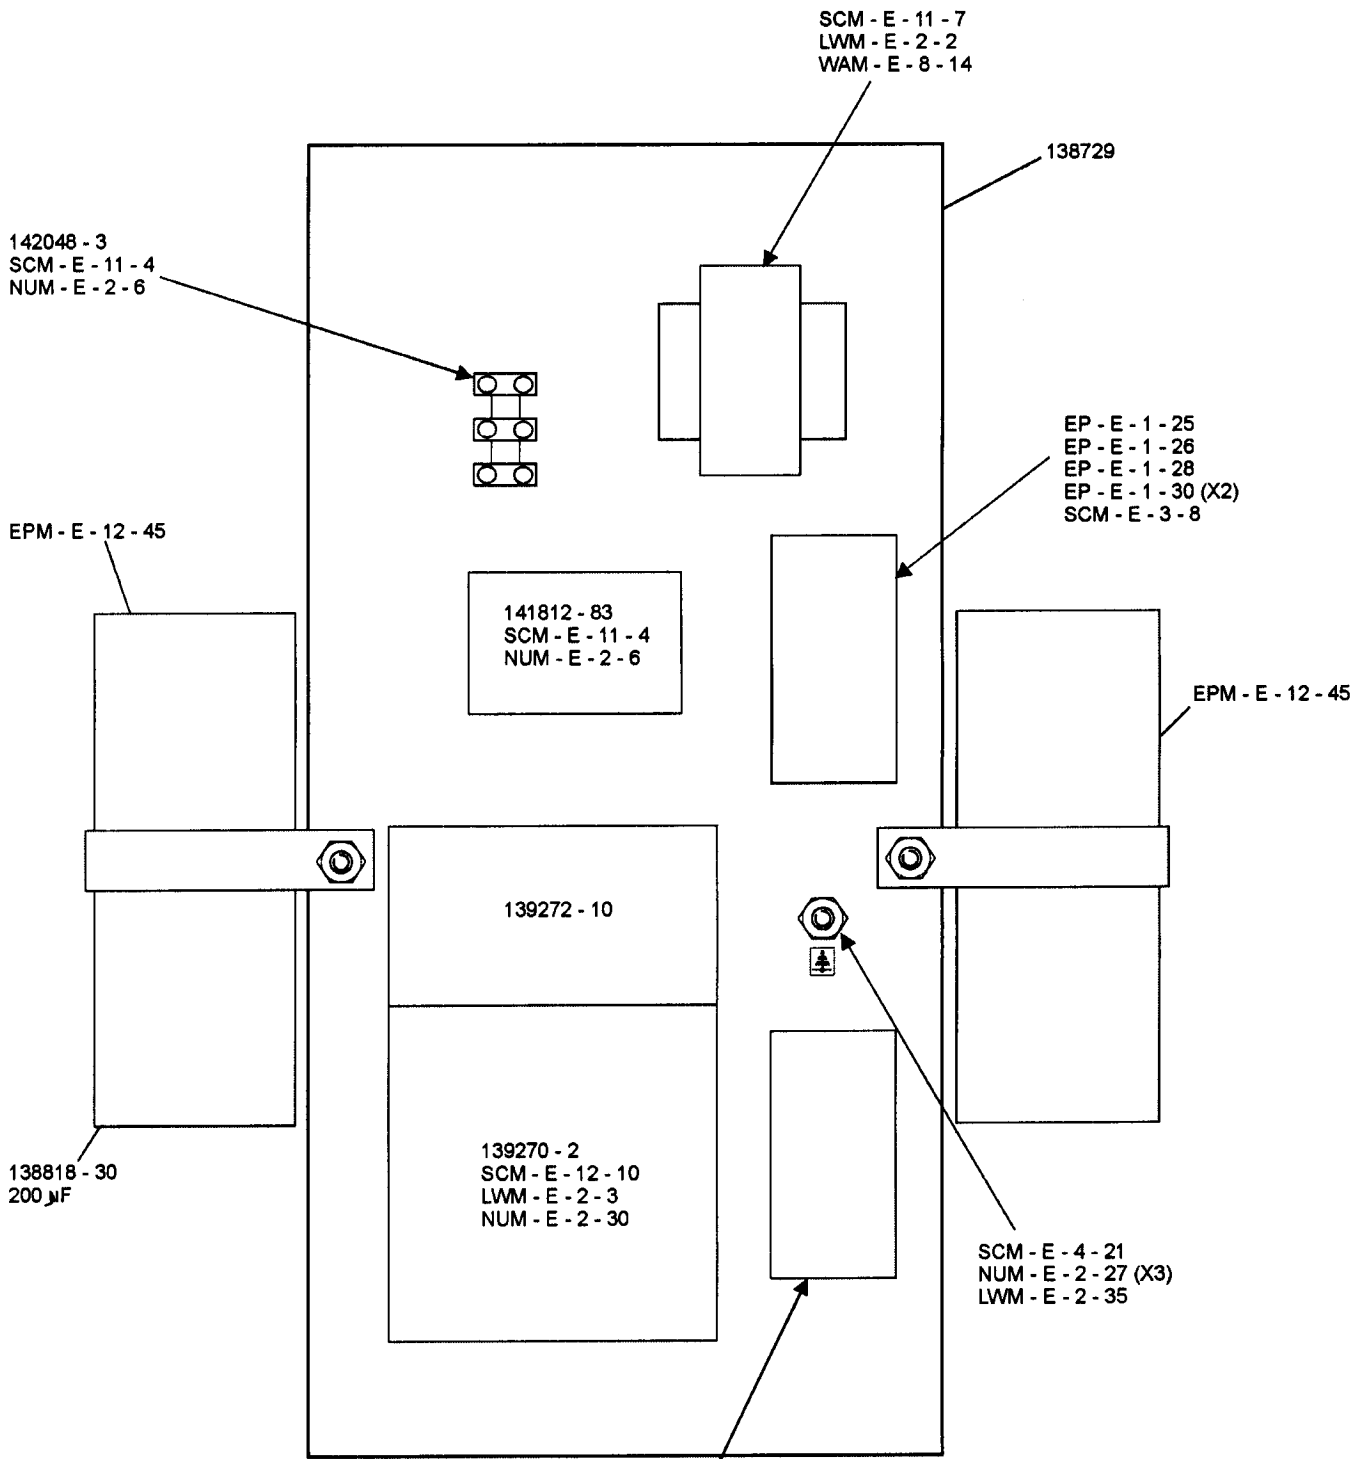 SCM - E - 11 - 7
LWM - E - 2 - 2
WAM - E - 8 - 14
138729
142048 - 3
SCM - E - 11 - 4
NUM - E - 2 - 6
EP - E - 1 - 25
EP - E - 1 - 26
EP - E - 1 - 28
EP - E - 1 - 30 (X2)
SCM - E - 3 - 8
EPM - E - 12 - 45
141812 - 83
SCM - E - 11 - 4
NUM - E - 2 - 6
EPM - E - 12 - 45
139272 - 10
138818 - 30
200 µF
139270 - 2
SCM - E - 12 - 10
LWM - E - 2 - 3
NUM - E - 2 - 30
SCM - E - 4 - 21
NUM - E - 2 - 27 (X3)
LWM - E - 2 - 35